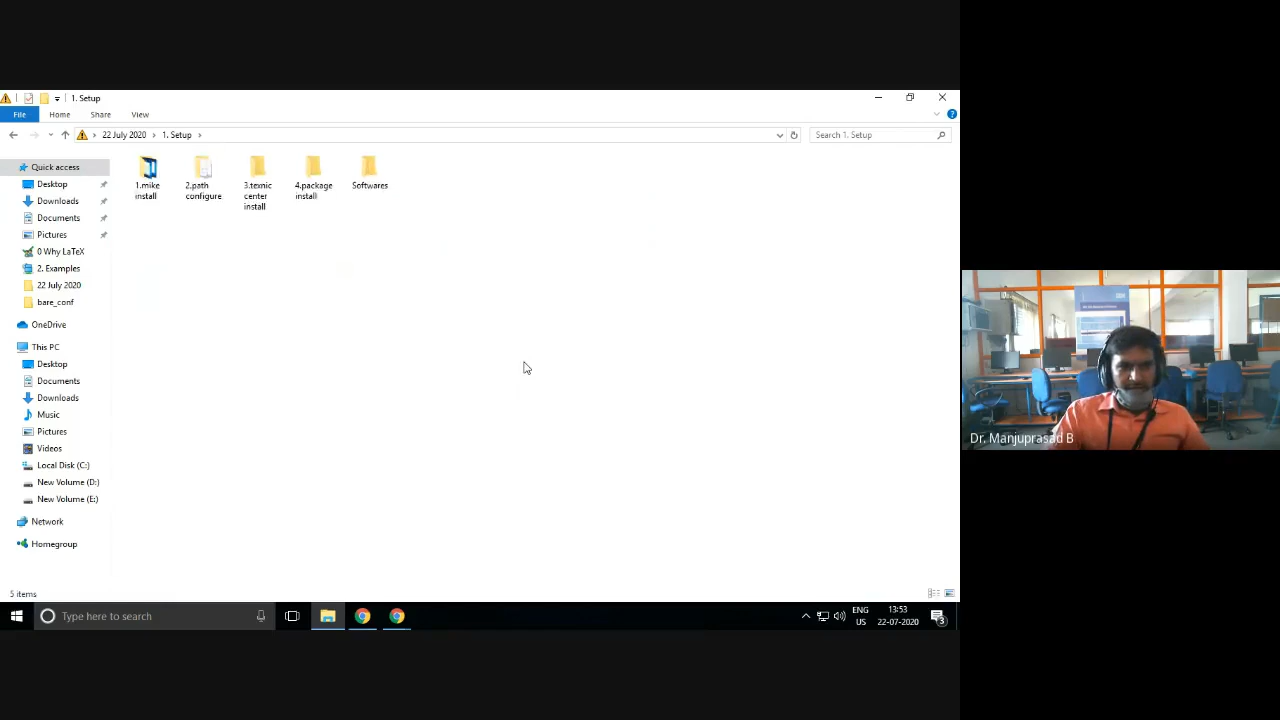 1. Setup
File Home Share View
22 July 2020 1. Setup
Search 1. Setup
Quick access
Desktop
Downloads
Documents
Pictures
0 Why LaTeX
2. Examples
22 July 2020
bare_conf
OneDrive
This PC
Desktop
Documents
Downloads
Music
Pictures
Videos
Local Disk (C:)
New Volume (D:)
New Volume (E:)
Network
Homegroup
1.mike
install
2.path
configure
3.texnic
center
install
4.package
install
Softwares
5 items
Type here to search
ENG
US
13:53
22-07-2020
3
Dr. Manjuprasad B